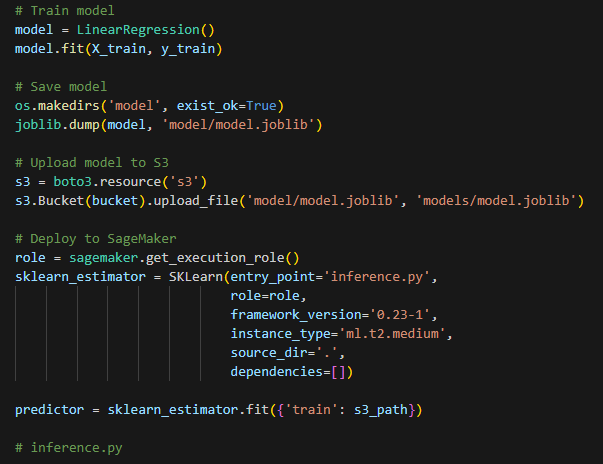 # Train model
model = LinearRegression()
model.fit(X_train, y_train)
# Save model
os.makedirs('model', exist_ok=True)
joblib.dump(model, 'model/model.joblib')
# Upload model to S3
s3 = boto3.resource('s3')
s3.Bucket(bucket).upload_file('model/model.joblib', 'models/model.joblib')
# Deploy to SageMaker
role = sagemaker.get_execution_role()
sklearn_estimator = SKLearn(entry_point='inference.py',
role=role,
framework_version='0.23-1',
instance_type='ml.t2.medium',
source_dir='.',
dependencies=[])
predictor = sklearn_estimator.fit({'train': s3_path})
# inference.py